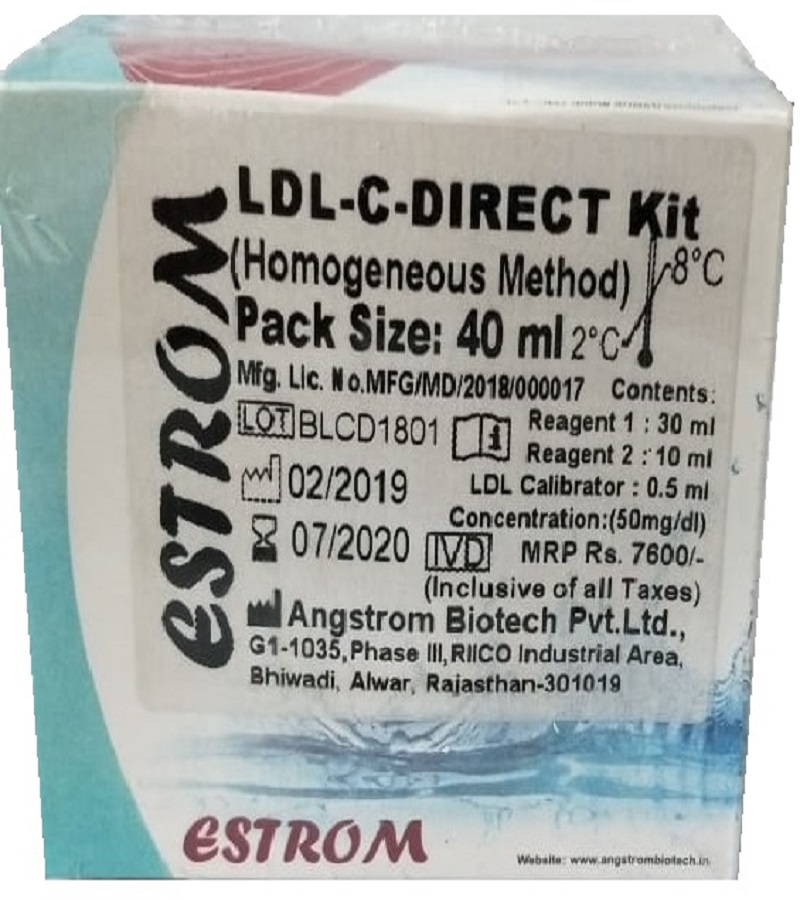 ESTROM
LDL-C-DIRECT Kit
(Homogeneous Method)
8°C
Pack Size: 40 ml
2°C
Mfg. Lic. No.MFG/MD/2018/000017
Contents:
LOT BLCD1801
Reagent 1 : 30 ml
Reagent 2 : 10 ml
02/2019
LDL Calibrator : 0.5 ml
Concentration:(50mg/dl)
07/2020
IVD
MRP Rs. 7600/-
(Inclusive of all Taxes)
Angstrom Biotech Pvt.Ltd.,
G1-1035,Phase III,RIICO Industrial Area,
Bhiwadi, Alwar, Rajasthan-301019
ESTROM
Website: www.angstrombiotech.in